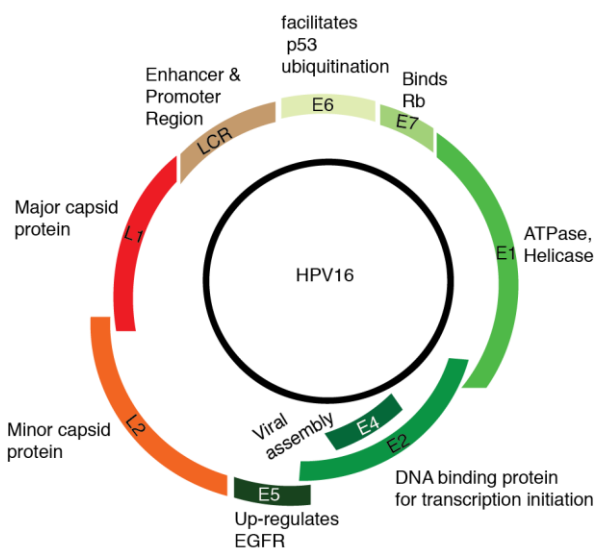 facilitates
p53
ubiquitination
E6
Binds
Rb
E7
Enhancer &
Promoter
Region
LCR
Major capsid
protein
L1
HPV16
E1
ATPase,
Helicase
Minor capsid
protein
L2
Viral
assembly
E4
E2
DNA binding protein
for transcription initiation
E5
Up-regulates
EGFR